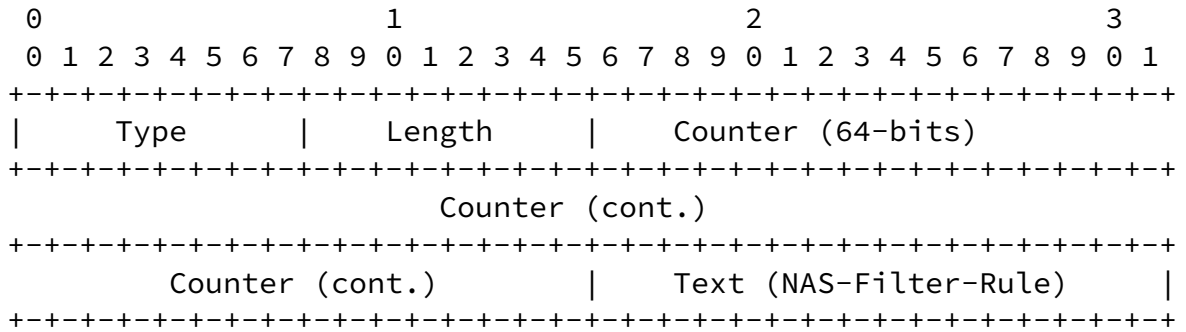 0                   1                   2                   3
 0 1 2 3 4 5 6 7 8 9 0 1 2 3 4 5 6 7 8 9 0 1 2 3 4 5 6 7 8 9 0 1
+-+-+-+-+-+-+-+-+-+-+-+-+-+-+-+-+-+-+-+-+-+-+-+-+-+-+-+-+-+-+-+-+
|     Type      |    Length     |    Counter (64-bits)
+-+-+-+-+-+-+-+-+-+-+-+-+-+-+-+-+-+-+-+-+-+-+-+-+-+-+-+-+-+-+-+-+
                        Counter (cont.)
+-+-+-+-+-+-+-+-+-+-+-+-+-+-+-+-+-+-+-+-+-+-+-+-+-+-+-+-+-+-+-+-+
         Counter (cont.)        |    Text (NAS-Filter-Rule)     |
+-+-+-+-+-+-+-+-+-+-+-+-+-+-+-+-+-+-+-+-+-+-+-+-+-+-+-+-+-+-+-+-+